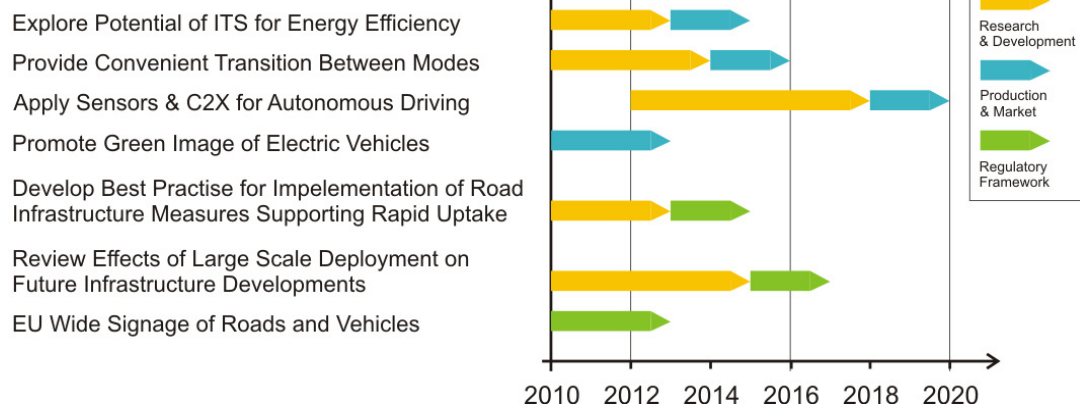 Explore Potential of ITS for Energy Efficiency
Provide Convenient Transition Between Modes
Apply Sensors & C2X for Autonomous Driving
Promote Green Image of Electric Vehicles
Develop Best Practise for Impelementation of Road
Infrastructure Measures Supporting Rapid Uptake
Review Effects of Large Scale Deployment on
Future Infrastructure Developments
EU Wide Signage of Roads and Vehicles
2010 2012 2014 2016 2018 2020
Research
& Development
Production
& Market
Regulatory
Framework